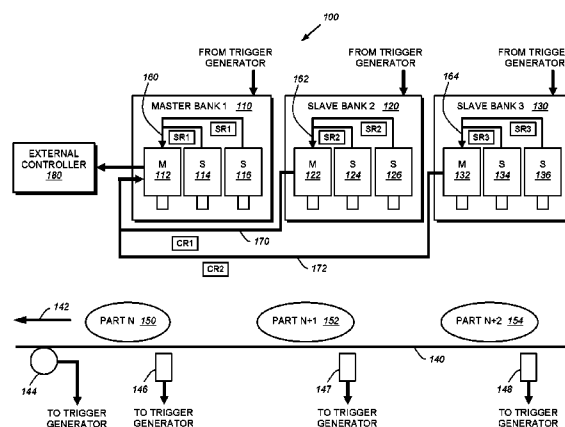 100
FROM TRIGGER GENERATOR
FROM TRIGGER GENERATOR
FROM TRIGGER GENERATOR
160
MASTER BANK 1 110
162
SLAVE BANK 2 120
164
SLAVE BANK 3 130
SR1
SR1
SR2
SR2
SR3
SR3
EXTERNAL CONTROLLER 180
M 112
S 114
S 116
M 122
S 124
S 126
M 132
S 134
S 136
CR1
170
CR2
172
142
PART N 150
PART N+1 152
PART N+2 154
144
146
147
140
148
TO TRIGGER GENERATOR
TO TRIGGER GENERATOR
TO TRIGGER GENERATOR
TO TRIGGER GENERATOR